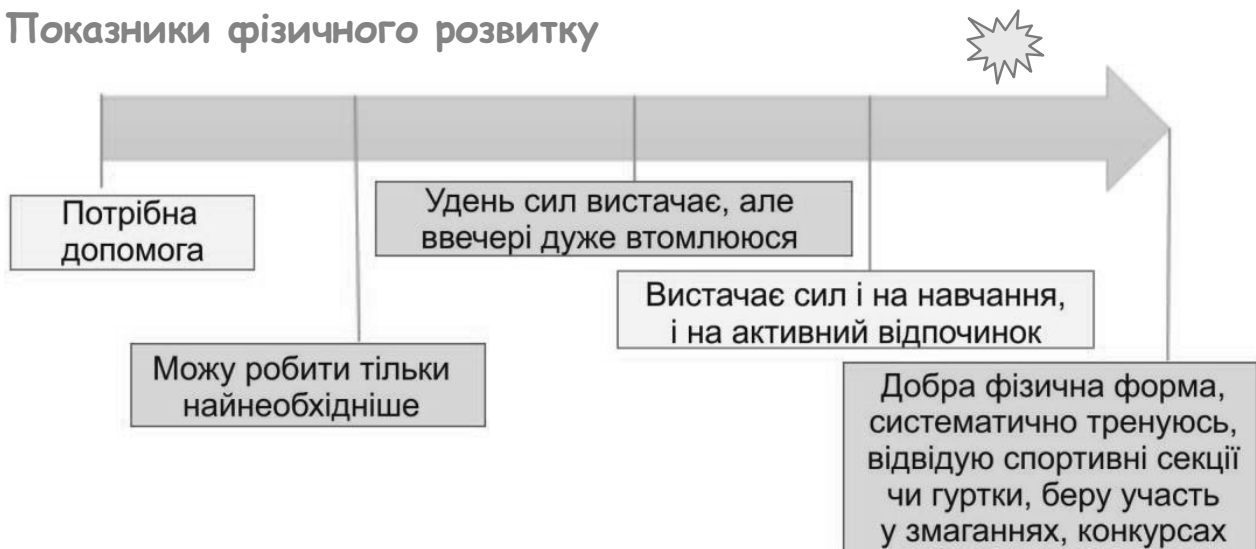 Показники фізичного розвитку
Потрібна
допомога
Можу робити тільки
найнеобхідніше
Удень сил вистачає, але
ввечері дуже втомлююся
Вистачає сил і на навчання,
і на активний відпочинок
Добра фізична форма,
систематично тренуюсь,
відвідую спортивні секції
чи гуртки, беру участь
у змаганнях, конкурсах